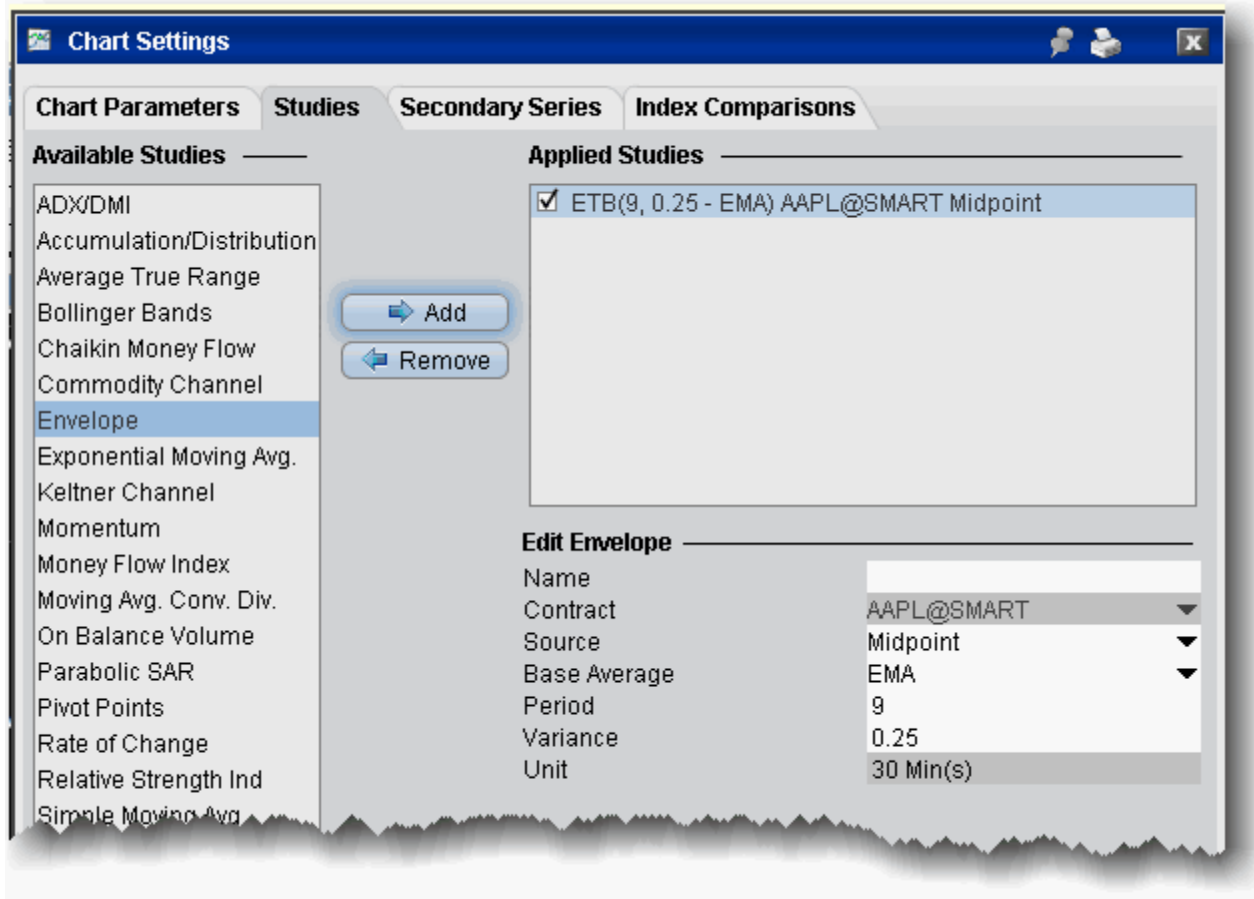 Chart Settings
Chart Parameters Studies Secondary Series Index Comparisons
Available Studies
ADX/DMI
Accumulation/Distribution
Average True Range
Bollinger Bands
Chaikin Money Flow
Commodity Channel
Envelope
Exponential Moving Avg.
Keltner Channel
Momentum
Money Flow Index
Moving Avg. Conv. Div.
On Balance Volume
Parabolic SAR
Pivot Points
Rate of Change
Relative Strength Ind
Simple Moving Avg
Add
Remove
Applied Studies
ETB(9, 0.25 - EMA) AAPL@SMART Midpoint
Edit Envelope
Name
Contract AAPL@SMART
Source Midpoint
Base Average EMA
Period 9
Variance 0.25
Unit 30 Min(s)